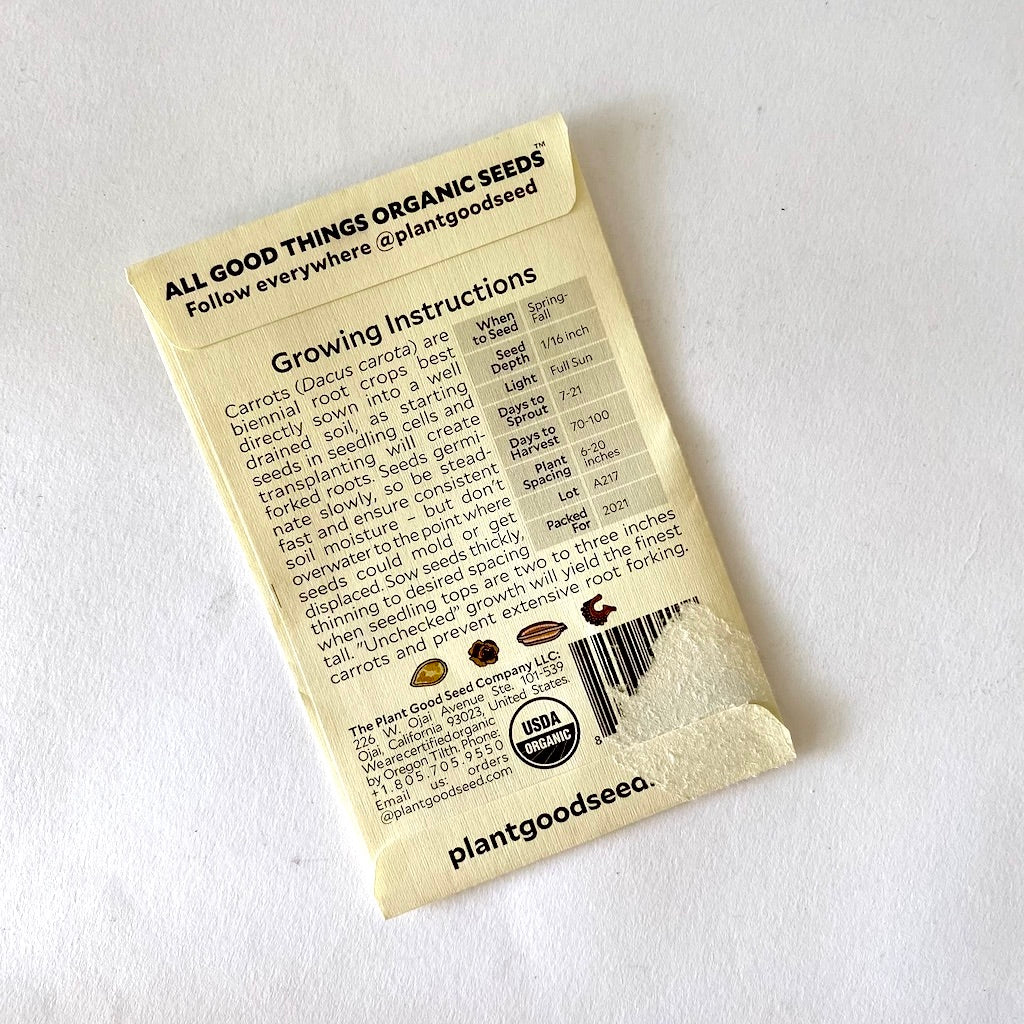 ALL GOOD THINGS ORGANIC SEEDS™
Follow everywhere @plantgoodseed
Growing Instructions
Carrots (Dacus carota) are
biennial root crops best
directly sown into a well
drained soil, as starting
seeds in seedling cells and
transplanting will create
forked roots. Seeds germi-
nate slowly, so be stead-
fast and ensure consistent
soil moisture – but don't
overwater to the point where
seeds could mold or get
displaced. Sow seeds thickly,
thinning to desired spacing
when seedling tops are two to three inches
tall. "Unchecked" growth will yield the finest
carrots and prevent extensive root forking.
When
to Seed
Spring-
Fall
Seed
Depth
1/16 inch
Light
Full Sun
Days to
Sprout
7-21
Days to
Harvest
70-100
Plant
Spacing
6-20
inches
Lot
A217
Packed
For
2021
The Plant Good Seed Company LLC:
226 W. Ojai Avenue Ste. 101-539
Ojai, California 93023, United States.
We are certified organic
by Oregon Tilth. Phone:
+1.805.705.9550
Email us: orders
@plantgoodseed.com
USDA
ORGANIC
8
plantgoodseed.